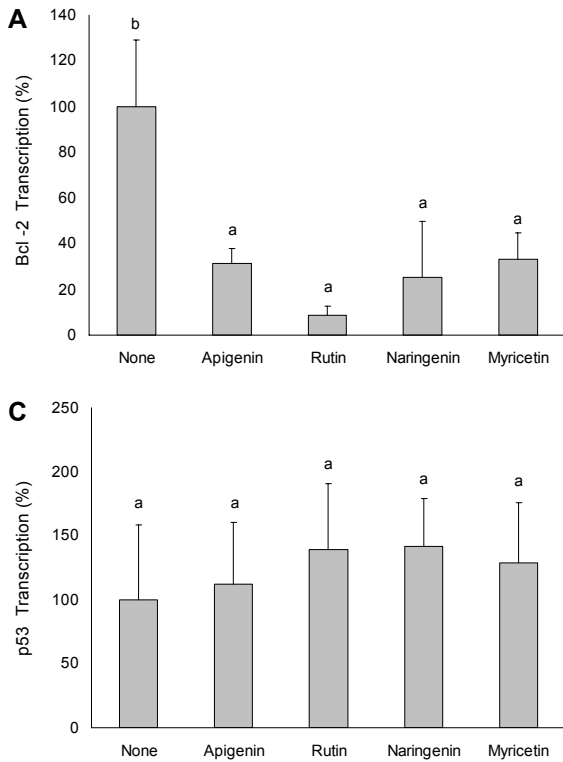 A
Bcl -2 Transcription (%)
140
120
100
80
60
40
20
0
b
a
a
a
a
None Apigenin Rutin Naringenin Myricetin
C
p53 Transcription (%)
250
200
150
100
50
0
a
a
a
a
a
None Apigenin Rutin Naringenin Myricetin